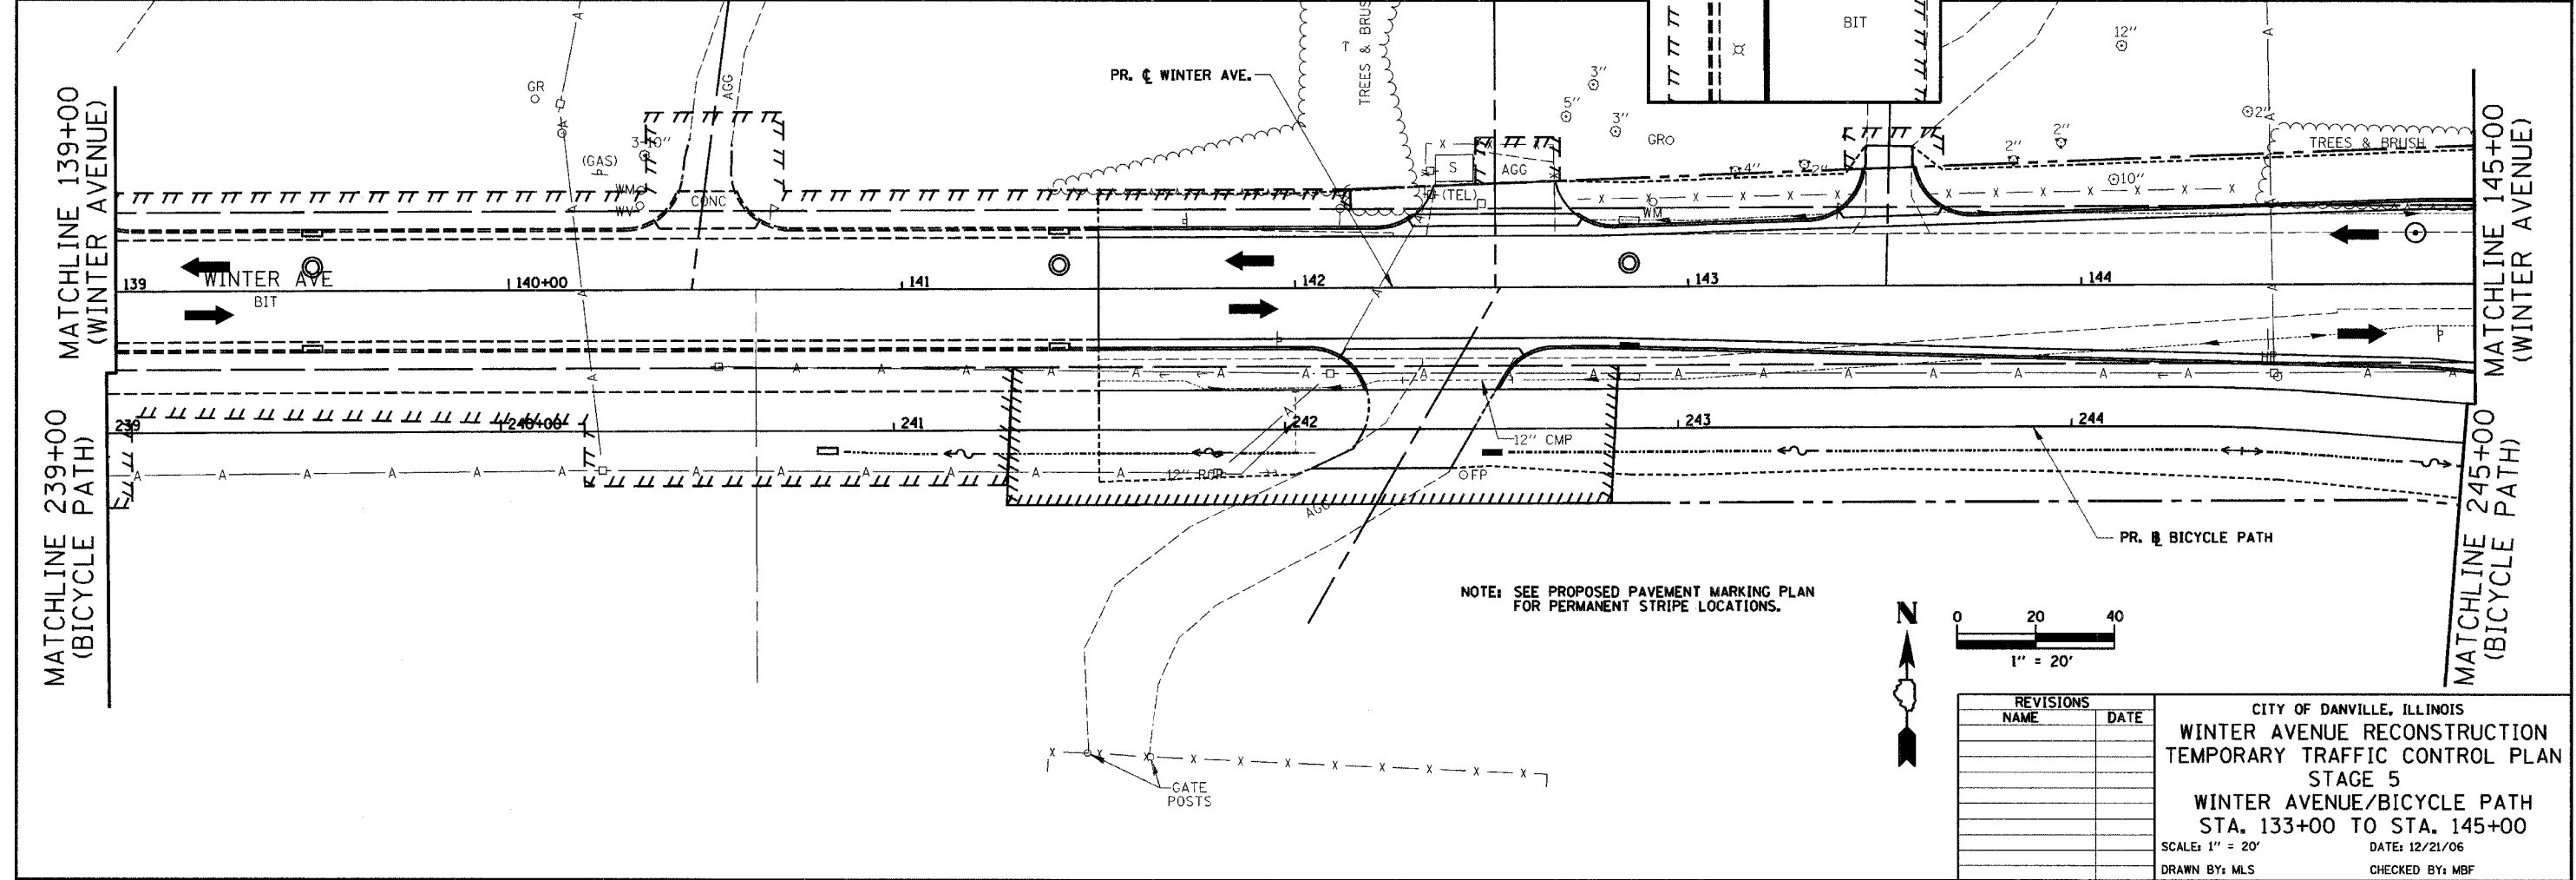 MATCHLINE 139+00
(WINTER AVENUE)
MATCHLINE 239+00
(BICYCLE PATH)
MATCHLINE 145+00
(WINTER AVENUE)
MATCHLINE 245+00
(BICYCLE PATH)
TREES & BRUSH
BIT
12"
PR. ℄ WINTER AVE.
GR
AGG
3"
5"
3"
GR
2"
3-10"
(GAS)
WM
WV
CONC
S
AGG
(TEL)
WM
4"
2"
2"
2"
10"
TREES & BRUSH
WINTER AVE
BIT
139
140+00
141
142
143
144
239
240+00
241
242
243
244
12" CMP
FP
AGG
PR. ⅊ BICYCLE PATH
NOTE: SEE PROPOSED PAVEMENT MARKING PLAN
FOR PERMANENT STRIPE LOCATIONS.
N
0 20 40
1" = 20'
GATE
POSTS
REVISIONS
NAME DATE
CITY OF DANVILLE, ILLINOIS
WINTER AVENUE RECONSTRUCTION
TEMPORARY TRAFFIC CONTROL PLAN
STAGE 5
WINTER AVENUE/BICYCLE PATH
STA. 133+00 TO STA. 145+00
SCALE: 1" = 20' DATE: 12/21/06
DRAWN BY: MLS CHECKED BY: MBF